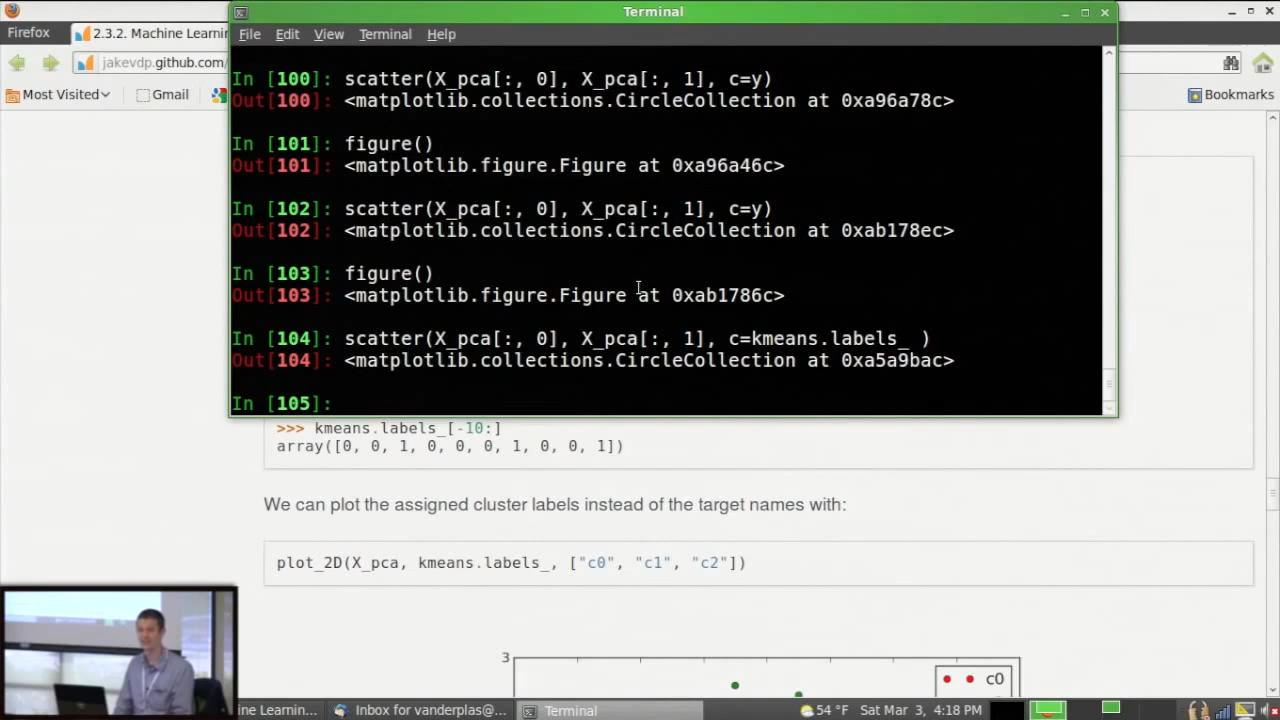 Terminal
Firefox
2.3.2. Machine Learni
File Edit View Terminal Help
jakevdp.github.com/
Most Visited
Gmail
Bookmarks
In [100]: scatter(X_pca[:, 0], X_pca[:, 1], c=y)
Out[100]: <matplotlib.collections.CircleCollection at 0xa96a78c>
In [101]: figure()
Out[101]: <matplotlib.figure.Figure at 0xa96a46c>
In [102]: scatter(X_pca[:, 0], X_pca[:, 1], c=y)
Out[102]: <matplotlib.collections.CircleCollection at 0xab178ec>
In [103]: figure()
Out[103]: <matplotlib.figure.Figure at 0xab1786c>
In [104]: scatter(X_pca[:, 0], X_pca[:, 1], c=kmeans.labels_ )
Out[104]: <matplotlib.collections.CircleCollection at 0xa5a9bac>
In [105]:
>>> kmeans.labels_[-10:]
array([0, 0, 1, 0, 0, 0, 1, 0, 0, 1])
We can plot the assigned cluster labels instead of the target names with:
plot_2D(X_pca, kmeans.labels_, ["c0", "c1", "c2"])
3
c0
ine Learnin...
Inbox for vanderplas@...
Terminal
54 °F Sat Mar 3, 4:18 PM